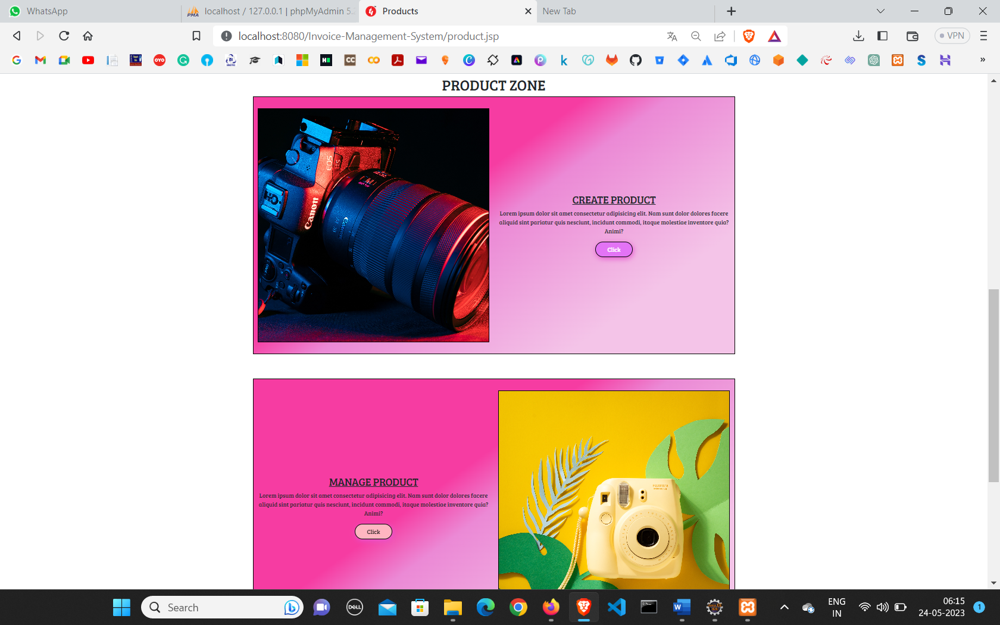 WhatsApp
localhost / 127.0.0.1 | phpMyAdmin 5.
Products
New Tab
localhost:8080/Invoice-Management-System/product.jsp
VPN
PRODUCT ZONE
EOS
Canon
CREATE PRODUCT
Lorem ipsum dolor sit amet consectetur adipisicing elit. Nam sunt dolor dolores facere
aliquid sint pariatur quis nesciunt, incidunt commodi, itaque molestiae inventore quia?
Animi?
Click
MANAGE PRODUCT
Lorem ipsum dolor sit amet consectetur adipisicing elit. Nam sunt dolor dolores facere
aliquid sint pariatur quis nesciunt, incidunt commodi, itaque molestiae inventore quia?
Animi?
Click
FUJIFILM
Search
DELL
ENG
IN
06:15
24-05-2023
1